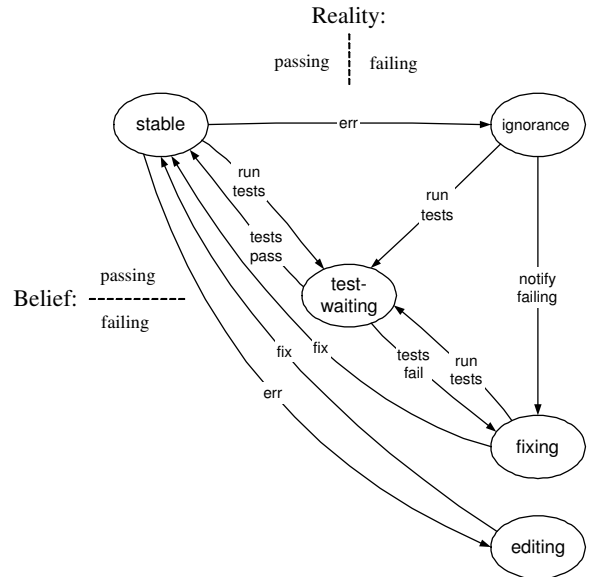 Reality:
passing
failing
stable
err
ignorance
run
tests
run
tests
tests
pass
test-
waiting
notify
failing
Belief:
passing
failing
fix
fix
tests
fail
run
tests
err
fixing
editing